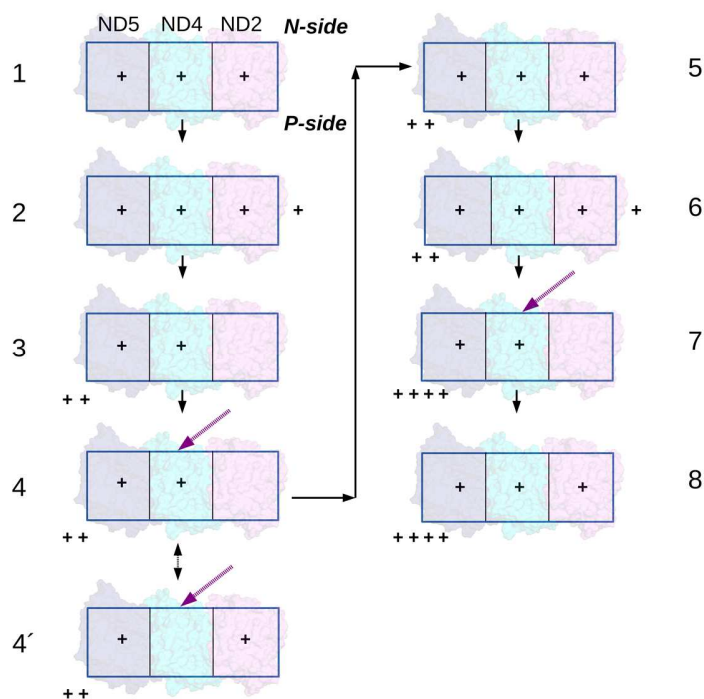 ND5 ND4 ND2 N-side
1 + + +
P-side
2 + + + +
3 + +
+ +
4 + +
+ +
4´ + +
+ +
5 + + +
+ +
6 + + + +
+ +
7 + +
+ + + +
8 + + +
+ + + +